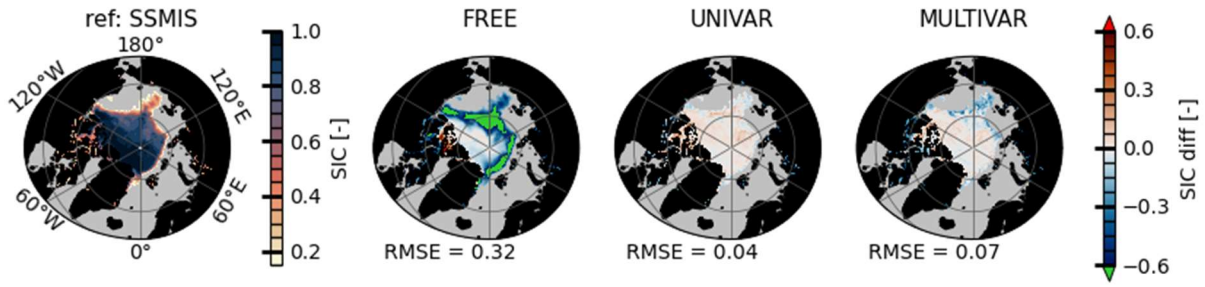 ref: SSMIS
FREE
UNIVAR
MULTIVAR
180°
120°W
120°E
60°W
60°E
0°
1.0
0.8
0.6
0.4
0.2
SIC [-]
RMSE = 0.32
RMSE = 0.04
RMSE = 0.07
0.6
0.3
0.0
−0.3
−0.6
SIC diff [-]